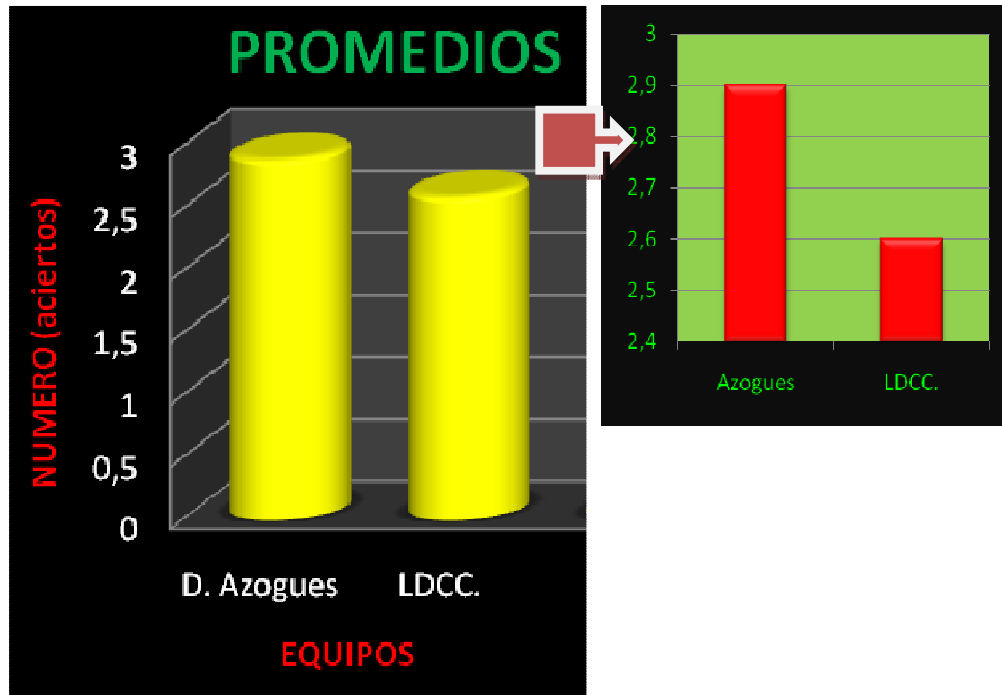 PROMEDIOS
NUMERO (aciertos)
3
2,5
2
1,5
1
0,5
0
D. Azogues LDCC.
EQUIPOS
3
2,9
2,8
2,7
2,6
2,5
2,4
Azogues LDCC.